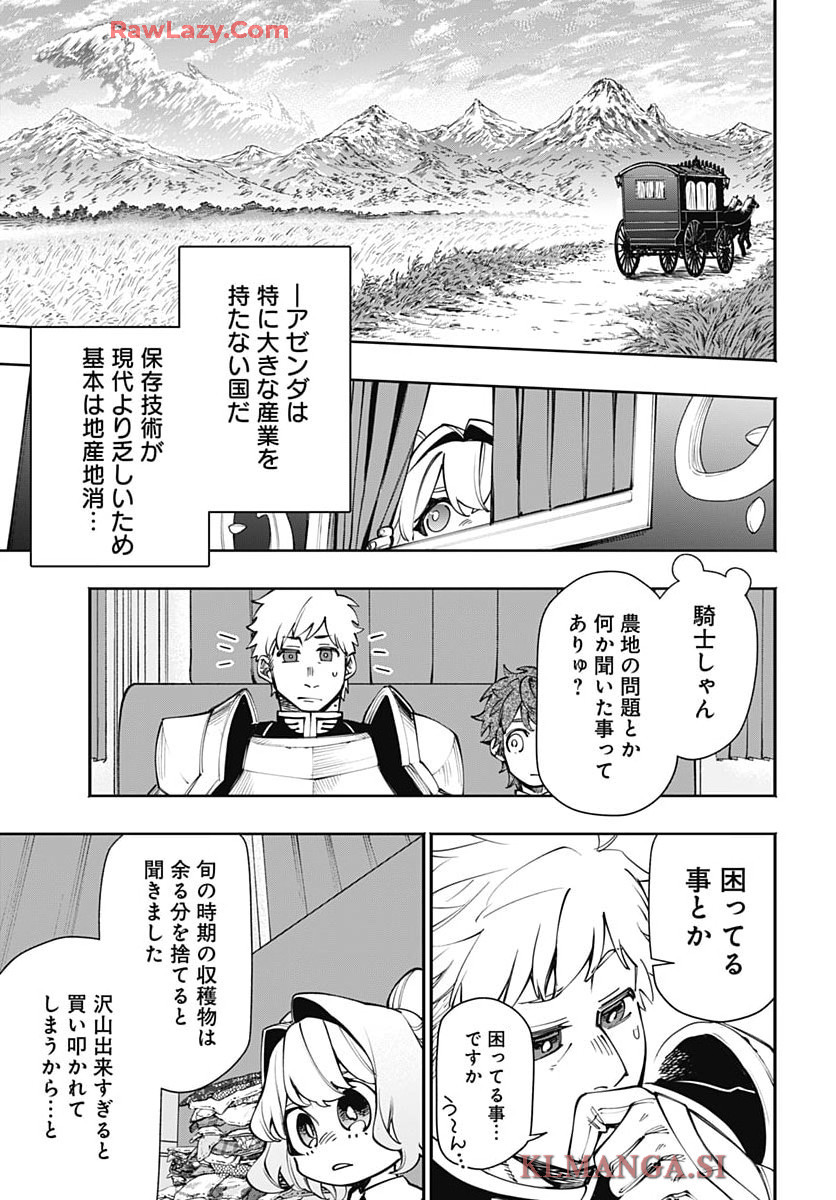 RawLazy.Com
ーアゼンダは
特に大きな産業を
持たない国だ
保存技術が
現代より乏しいため
基本は地産地消…
騎士しゃん
農地の問題とか
何か聞いた事って
ありゅ?
困ってる
事とか
困ってる事…
ですか
う〜ん…
旬の時期の収穫物は
余る分を捨てると
聞きました
沢山出来すぎると
買い叩かれて
しまうから…と
KLMANGA.SI